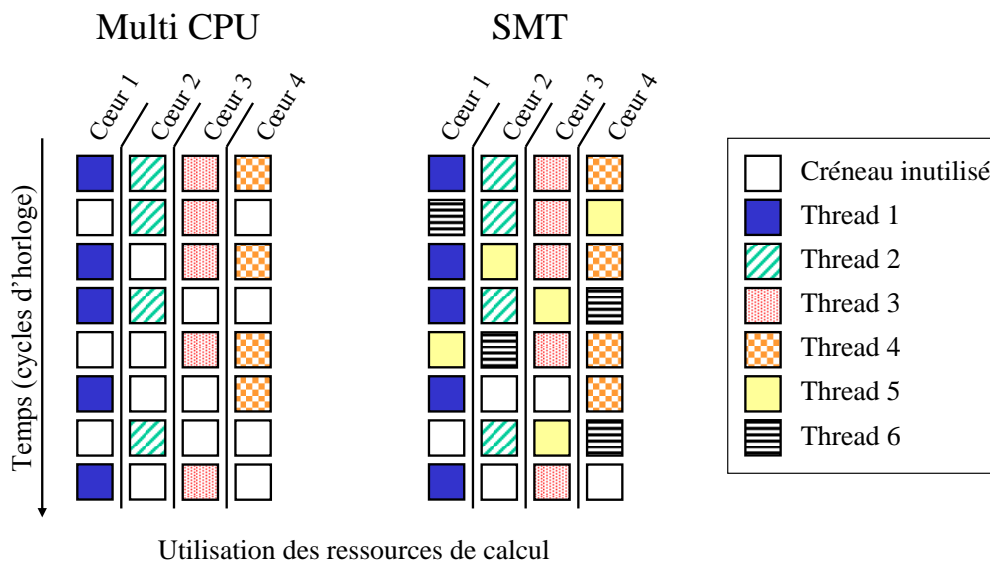 Multi CPU
SMT
Cœur 1
Cœur 2
Cœur 3
Cœur 4
Cœur 1
Cœur 2
Cœur 3
Cœur 4
Temps (cycles d’horloge)
Créneau inutilisé
Thread 1
Thread 2
Thread 3
Thread 4
Thread 5
Thread 6
Utilisation des ressources de calcul